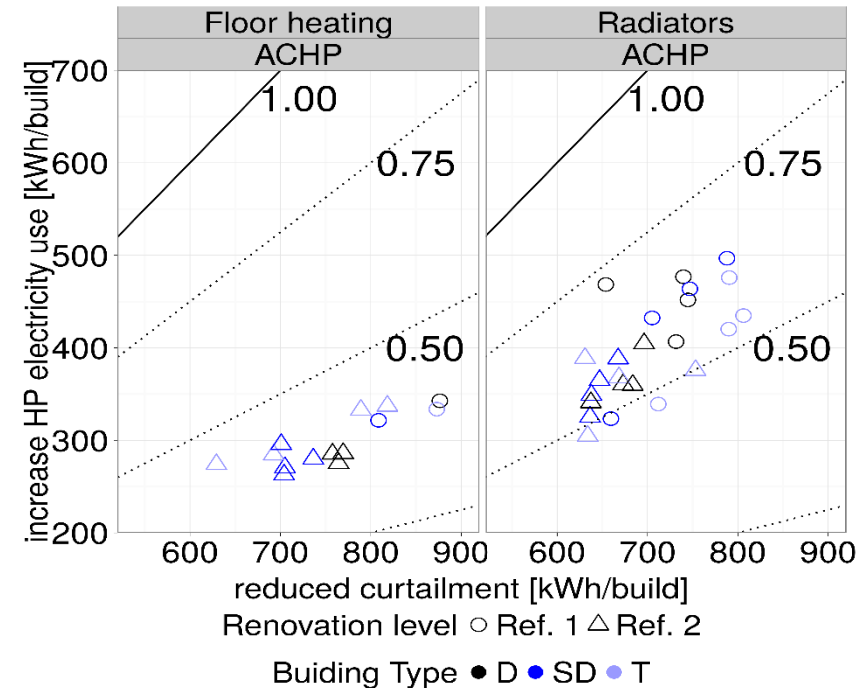 Floor heating
Radiators
ACHP
ACHP
increase HP electricity use [kWh/build]
700
600
500
400
300
200
1.00
0.75
0.50
1.00
0.75
0.50
600 700 800 900
600 700 800 900
reduced curtailment [kWh/build]
Renovation level Ref. 1 Ref. 2
Buiding Type D SD T